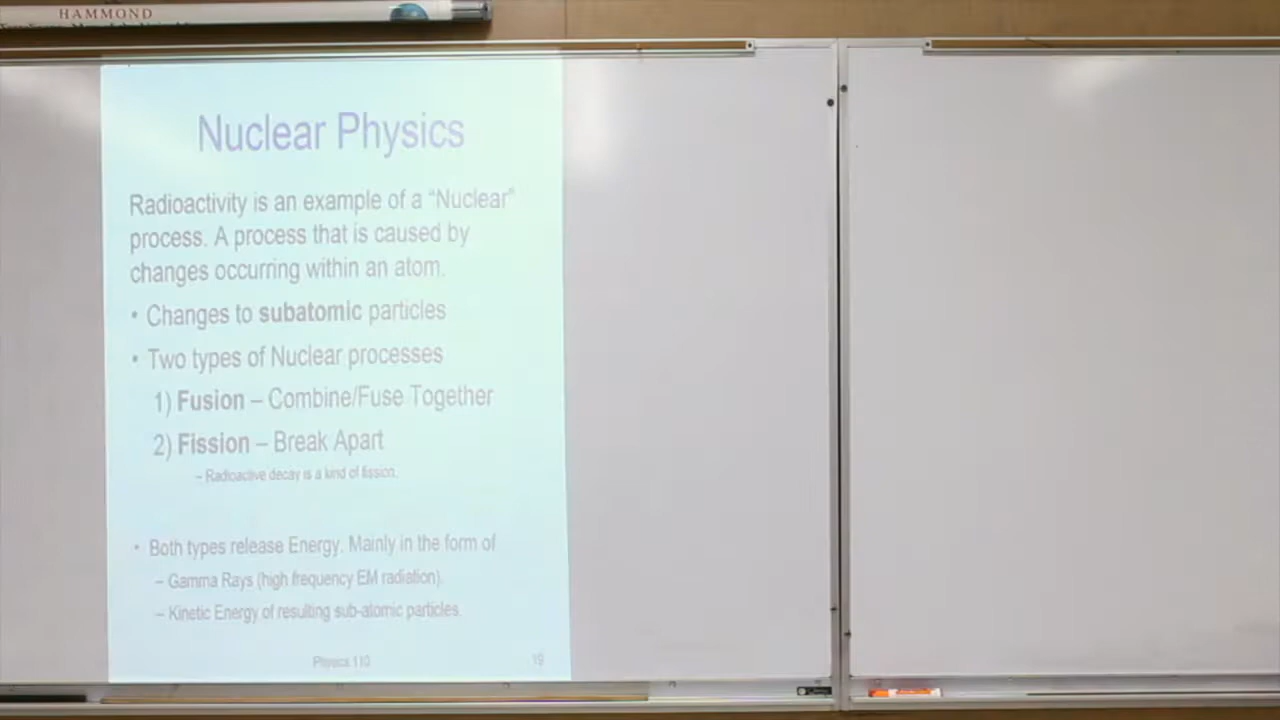 HAMMOND
Nuclear Physics
Radioactivity is an example of a “Nuclear”
process. A process that is caused by
changes occurring within an atom.
• Changes to subatomic particles
• Two types of Nuclear processes
1) Fusion – Combine/Fuse Together
2) Fission – Break Apart
– Radioactive decay is a kind of fission.
• Both types release Energy. Mainly in the form of
– Gamma Rays (high frequency EM radiation).
– Kinetic Energy of resulting sub-atomic particles.
Physics 110
19